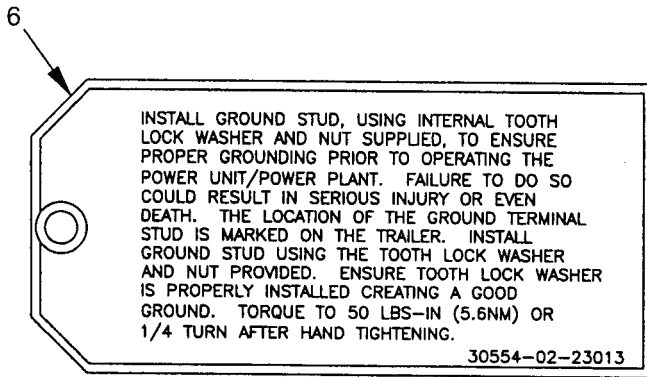 6
INSTALL GROUND STUD, USING INTERNAL TOOTH
LOCK WASHER AND NUT SUPPLIED, TO ENSURE
PROPER GROUNDING PRIOR TO OPERATING THE
POWER UNIT/POWER PLANT. FAILURE TO DO SO
COULD RESULT IN SERIOUS INJURY OR EVEN
DEATH. THE LOCATION OF THE GROUND TERMINAL
STUD IS MARKED ON THE TRAILER. INSTALL
GROUND STUD USING THE TOOTH LOCK WASHER
AND NUT PROVIDED. ENSURE TOOTH LOCK WASHER
IS PROPERLY INSTALLED CREATING A GOOD
GROUND. TORQUE TO 50 LBS-IN (5.6NM) OR
1/4 TURN AFTER HAND TIGHTENING.
30554-02-23013